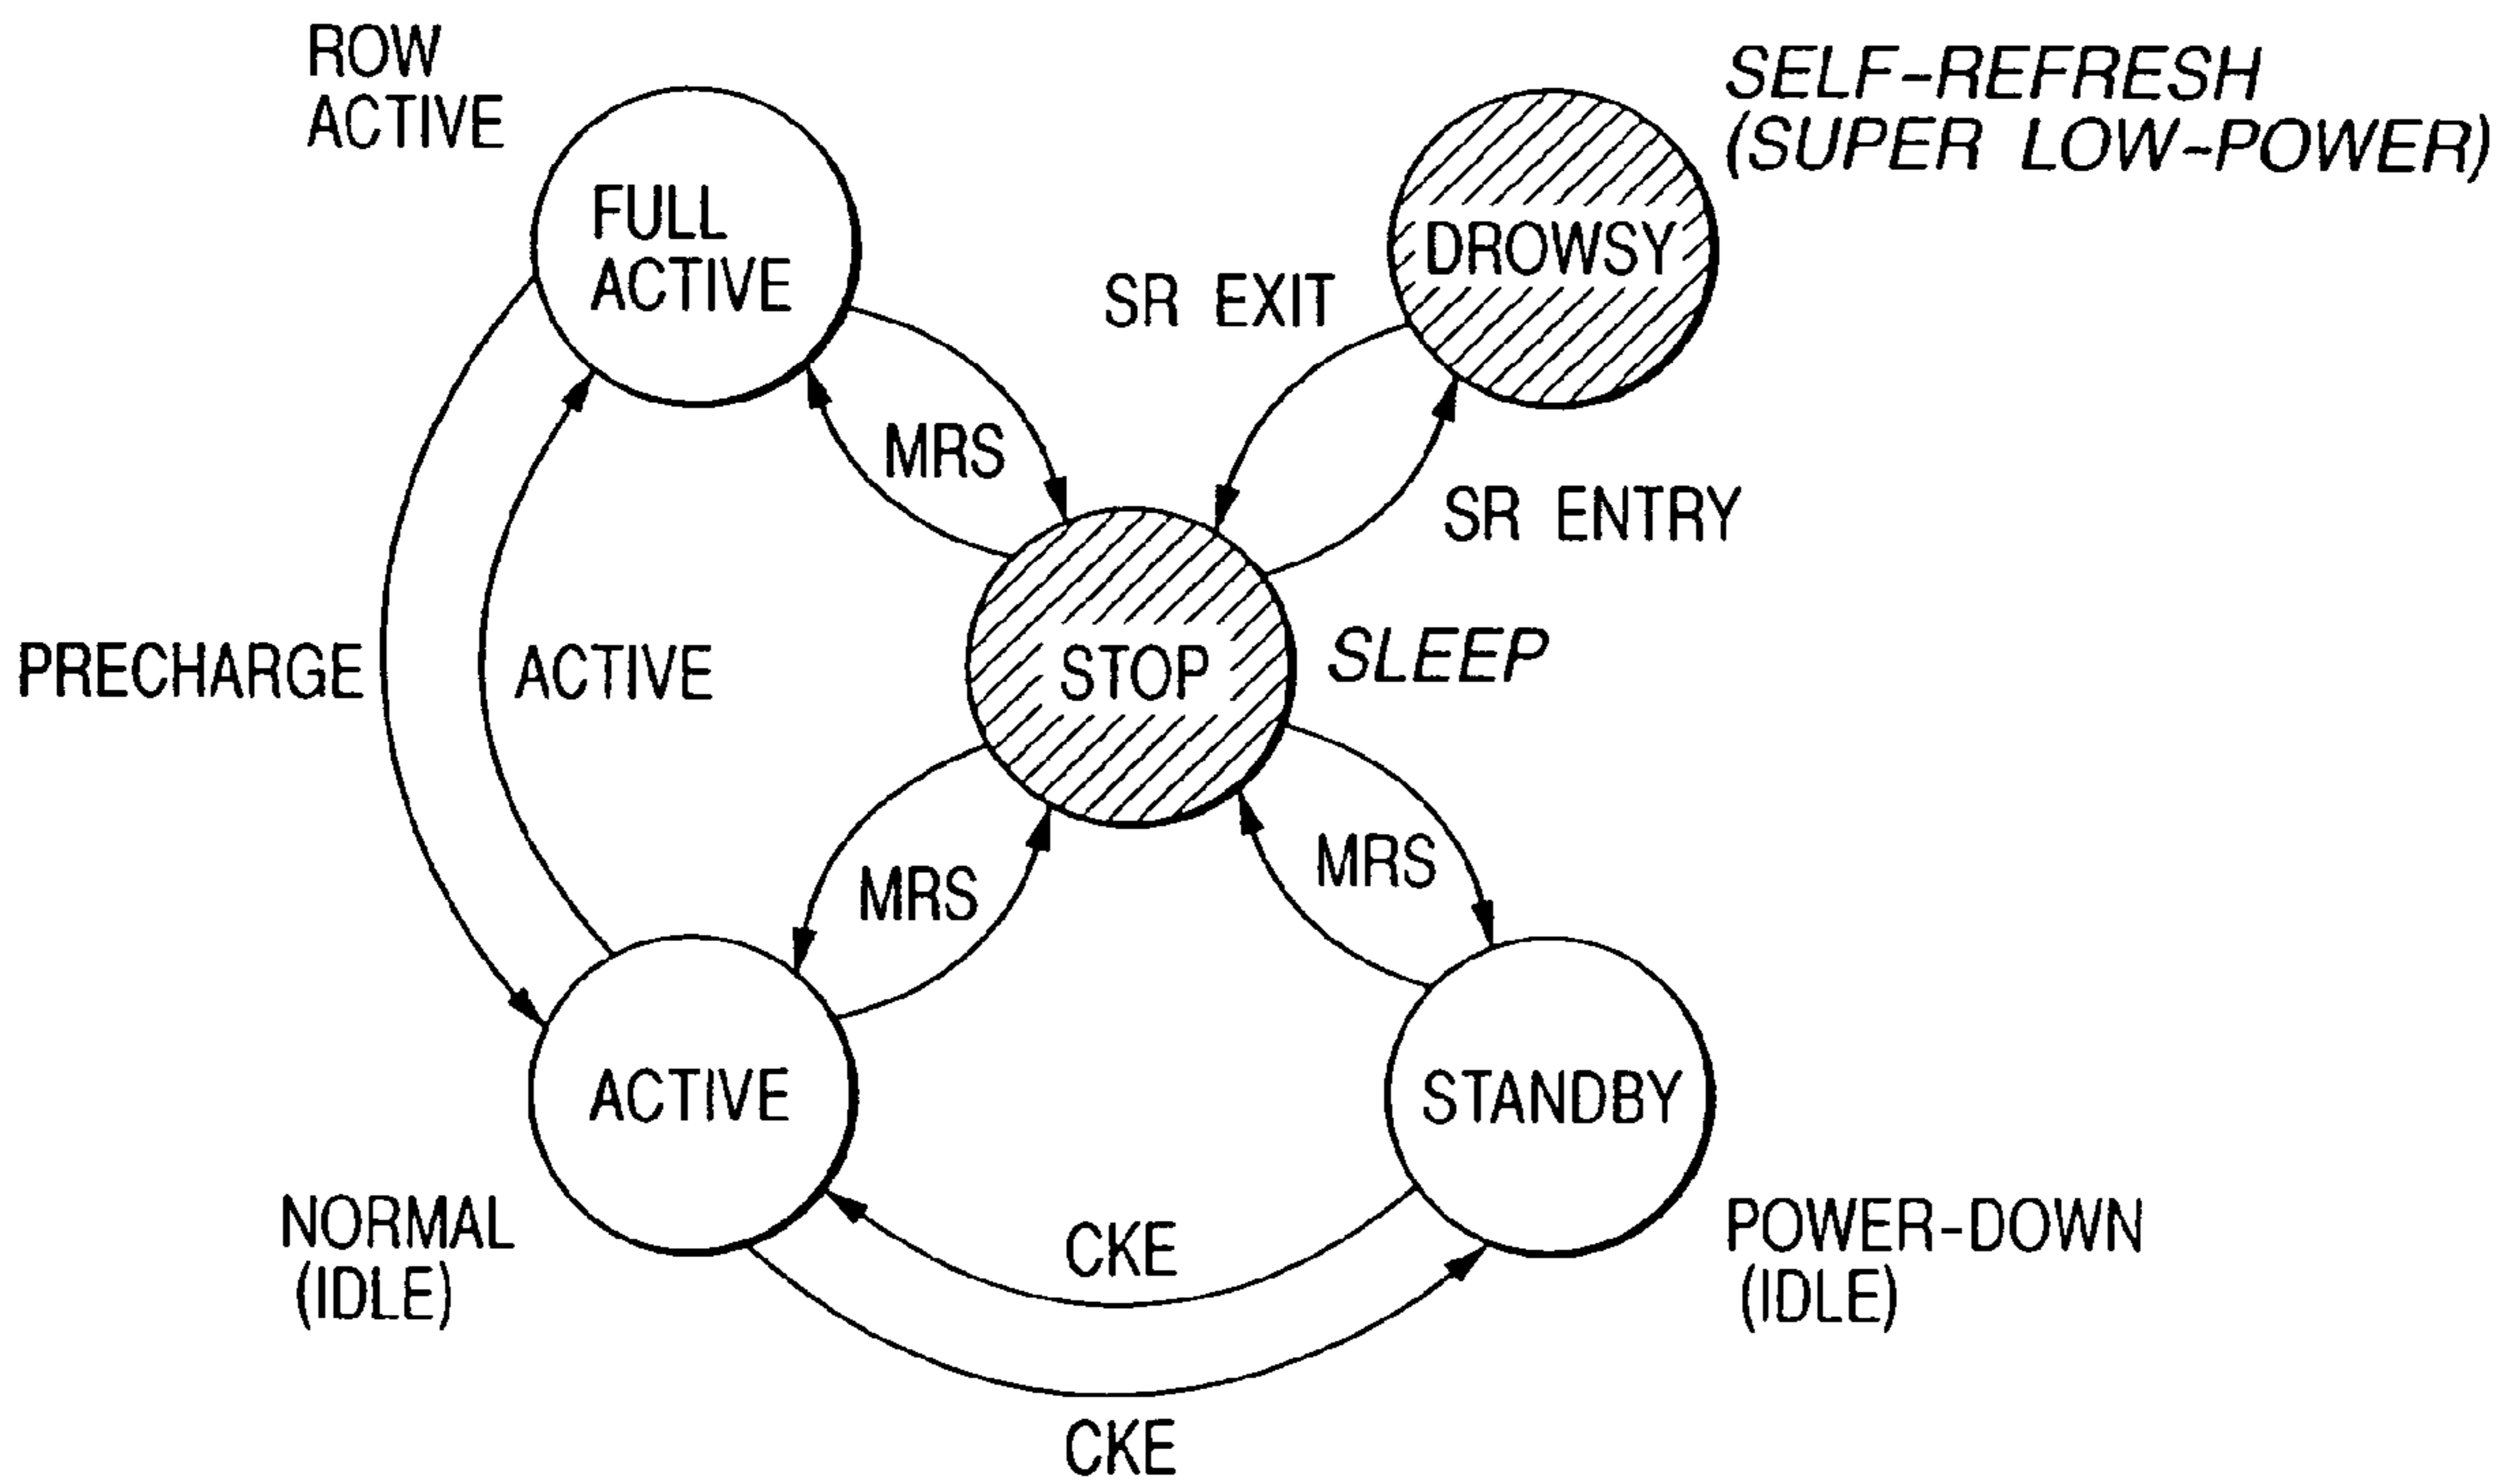 ROW
ACTIVE
SELF-REFRESH
(SUPER LOW-POWER)
FULL
ACTIVE
DROWSY
SR EXIT
MRS
SR ENTRY
PRECHARGE
ACTIVE
STOP
SLEEP
MRS
MRS
ACTIVE
STANDBY
NORMAL
(IDLE)
CKE
POWER-DOWN
(IDLE)
CKE